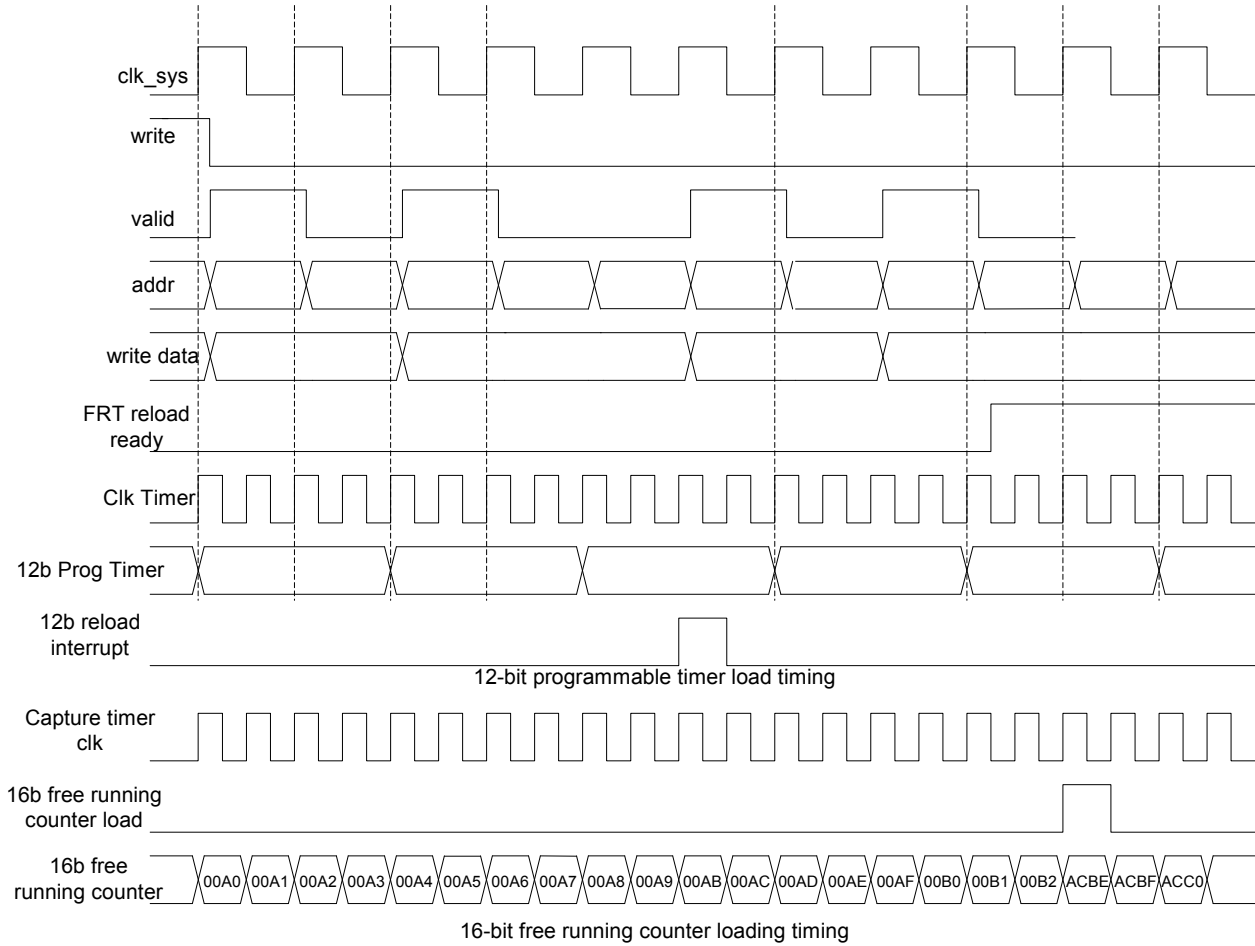 clk_sys
write
valid
addr
write data
FRT reload
ready
Clk Timer
12b Prog Timer
12b reload
interrupt
12-bit programmable timer load timing
Capture timer
clk
16b free running
counter load
16b free
running counter
00A0 00A1 00A2 00A3 00A4 00A5 00A6 00A7 00A8 00A9 00AB 00AC 00AD 00AE 00AF 00B0 00B1 00B2 ACBE ACBF ACC0
16-bit free running counter loading timing